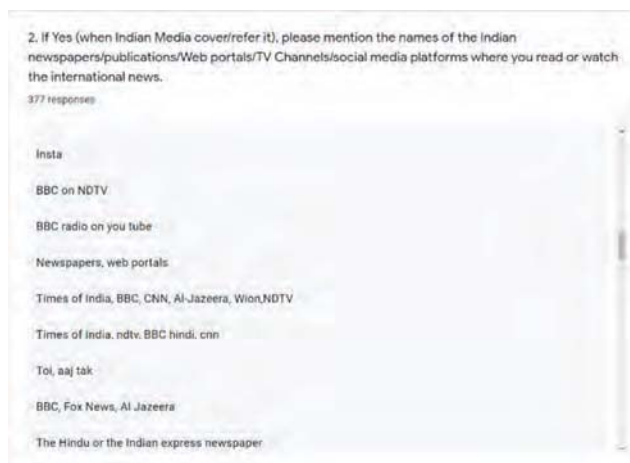 2. If Yes (when Indian Media cover/refer it), please mention the names of the Indian
newspapers/publications/Web portals/TV Channels/social media platforms where you read or watch
the international news.
377 responses
Insta
BBC on NDTV
BBC radio on you tube
Newspapers, web portals
Times of India, BBC, CNN, Al-Jazeera, Wion,NDTV
Times of india, ndtv, BBC hindi, cnn
Toi, aaj tak
BBC, Fox News, Al Jazeera
The Hindu or the Indian express newspaper